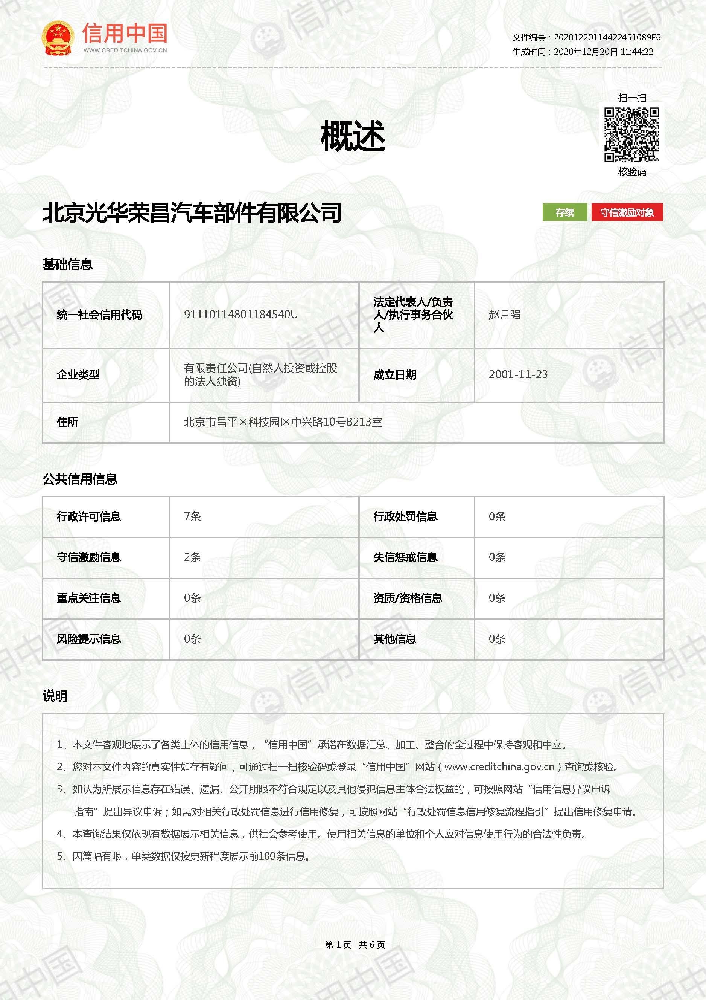 信用中国
WWW.CREDITCHINA.GOV.CN
文件编号：20201220114422451089F6
生成时间：2020年12月20日 11:44:22
扫一扫
核验码
概述
北京光华荣昌汽车部件有限公司
存续 守信激励对象
基础信息
统一社会信用代码 91110114801184540U
法定代表人/负责
人/执行事务合伙
人
赵月强
企业类型
有限责任公司(自然人投资或控股
的法人独资)
成立日期 2001-11-23
住所 北京市昌平区科技园区中兴路10号B213室
公共信用信息
行政许可信息 7条 行政处罚信息 0条
守信激励信息 2条 失信惩戒信息 0条
重点关注信息 0条 资质/资格信息 0条
风险提示信息 0条 其他信息 0条
说明
1、本文件客观地展示了各类主体的信用信息，“信用中国”承诺在数据汇总、加工、整合的全过程中保持客观和中立。
2、您对本文件内容的真实性如存有疑问，可通过扫一扫核验码或登录“信用中国”网站（www.creditchina.gov.cn）查询或核验。
3、如认为所展示信息存在错误、遗漏、公开期限不符合规定以及其他侵犯信息主体合法权益的，可按照网站“信用信息异议申诉
指南”提出异议申诉；如需对相关行政处罚信息进行信用修复，可按照网站“行政处罚信息信用修复流程指引”提出信用修复申请。
4、本查询结果仅依现有数据展示相关信息，供社会参考使用。使用相关信息的单位和个人应对信息使用行为的合法性负责。
5、因篇幅有限，单类数据仅按更新程度展示前100条信息。
第 1 页 共 6 页